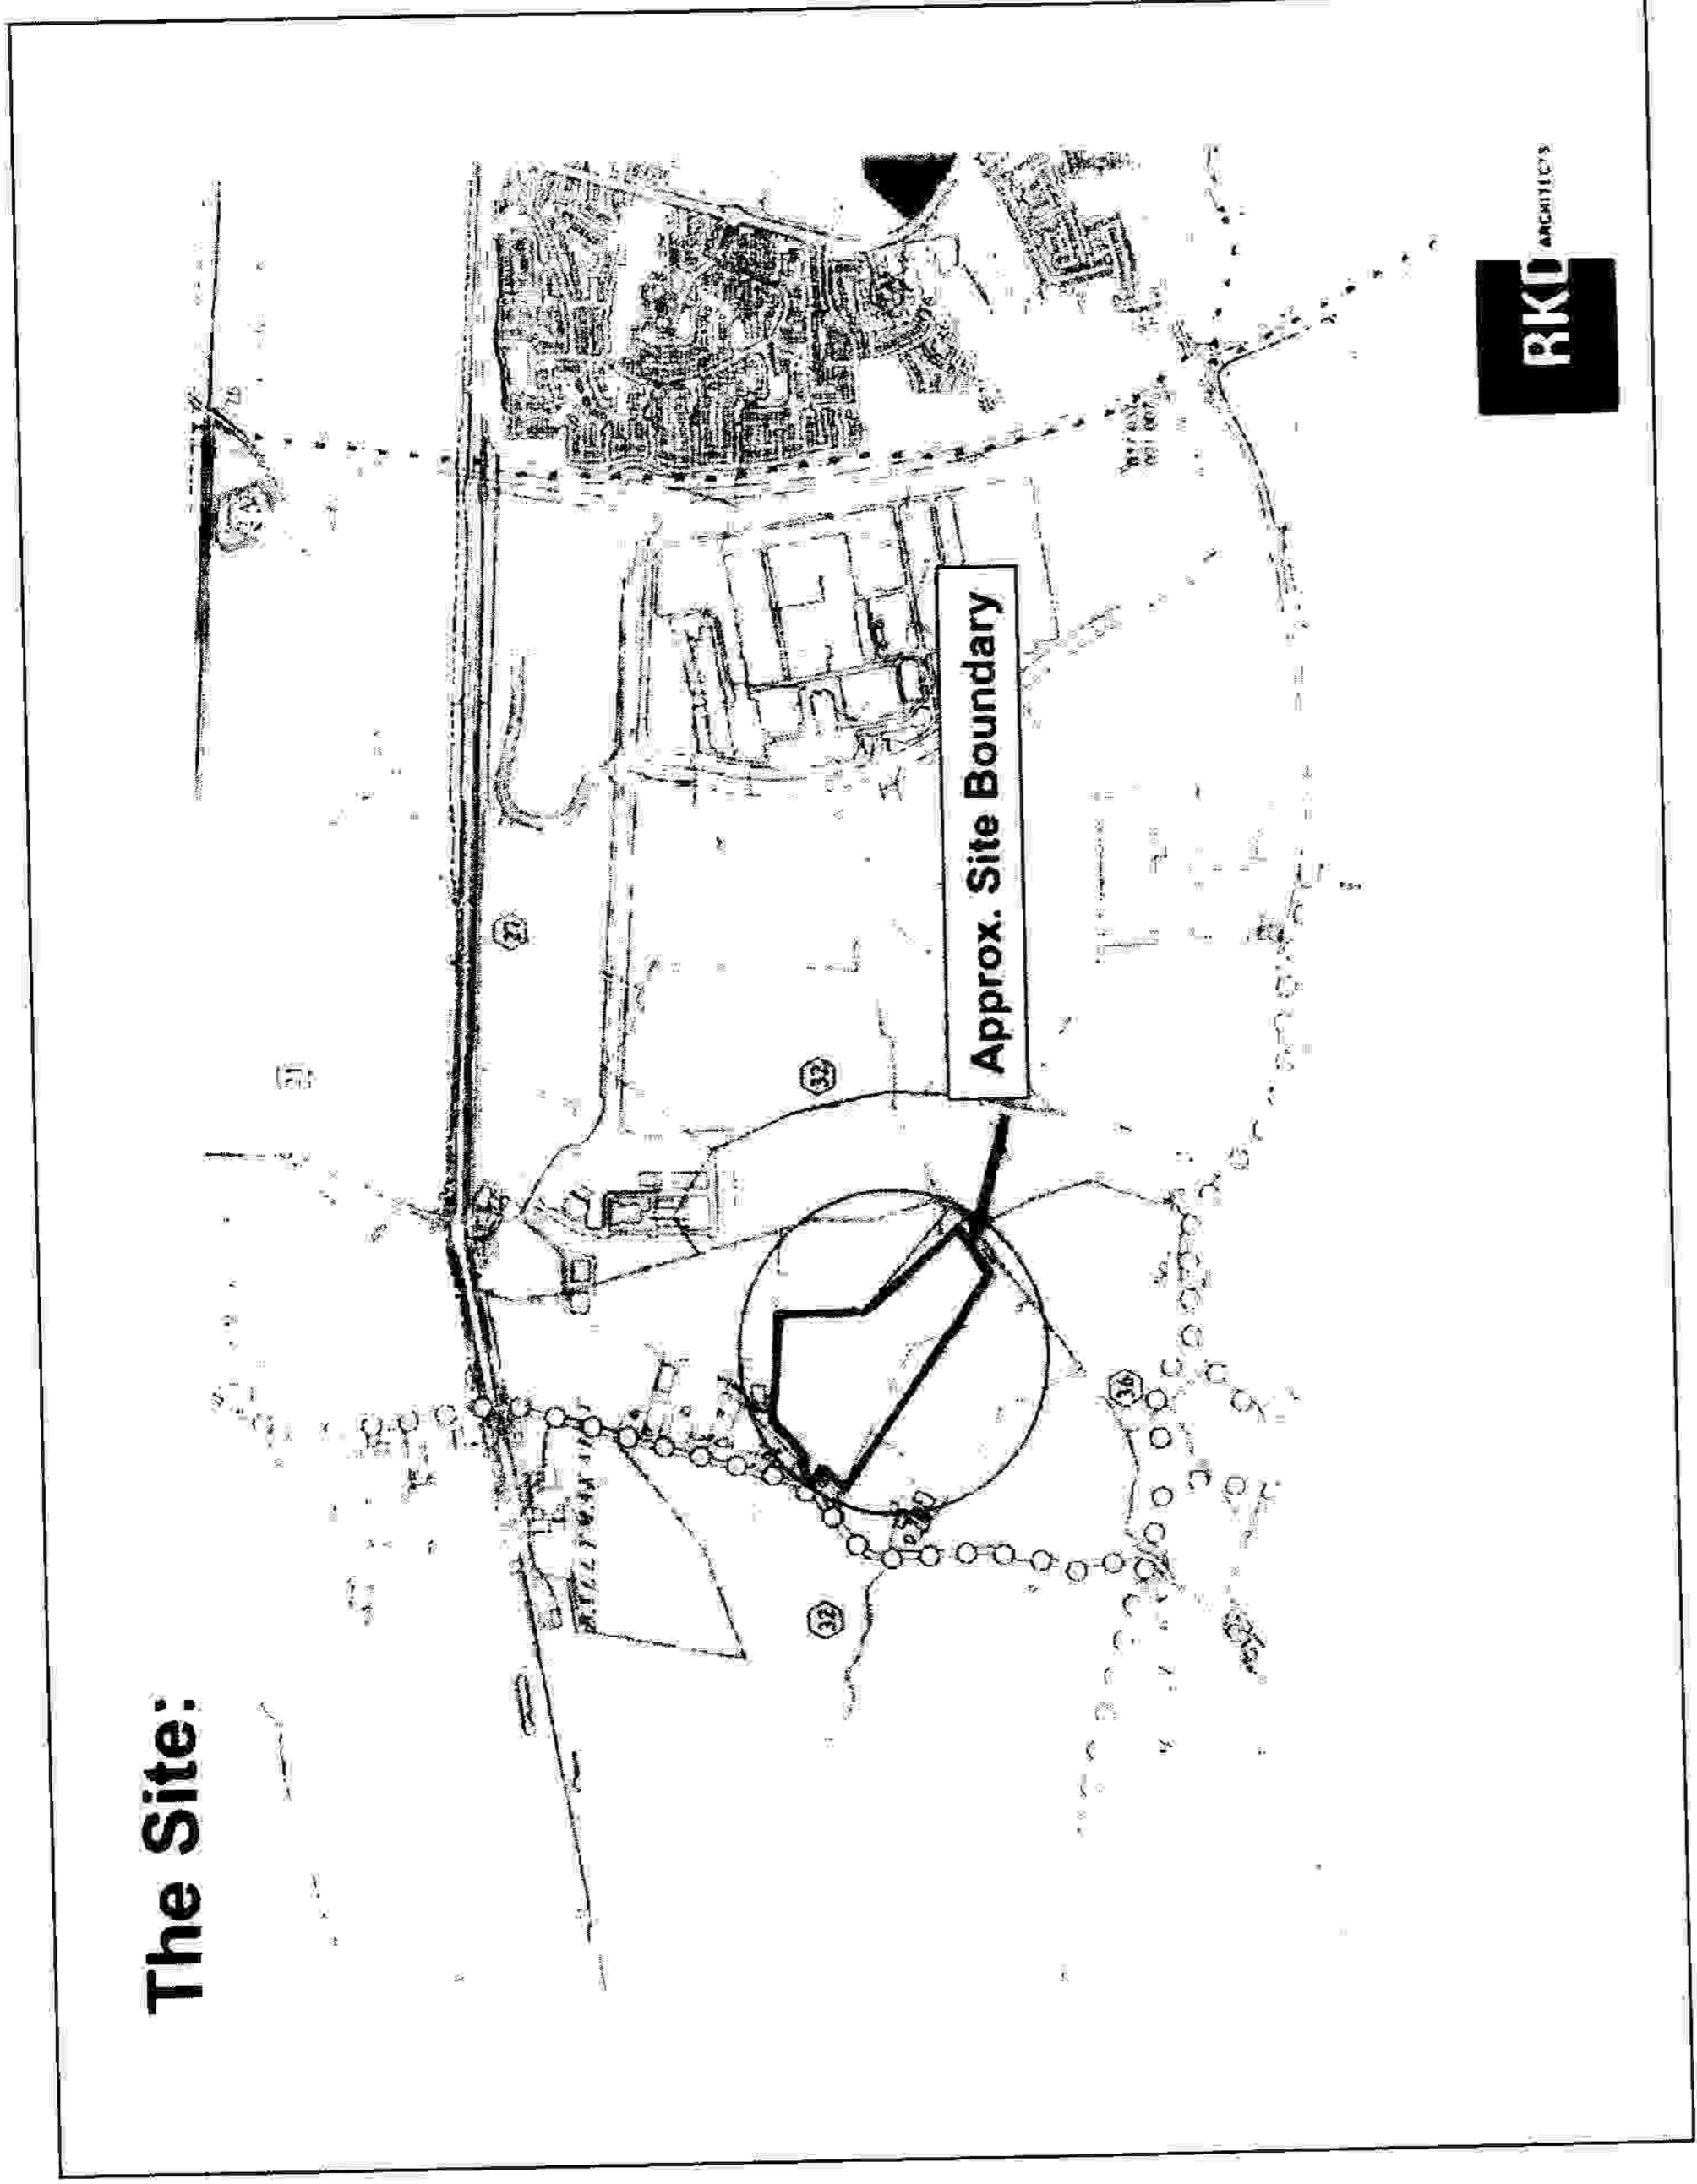 The Site:
27
32
Approx. Site Boundary
36
32
RKD ARCHITECTS